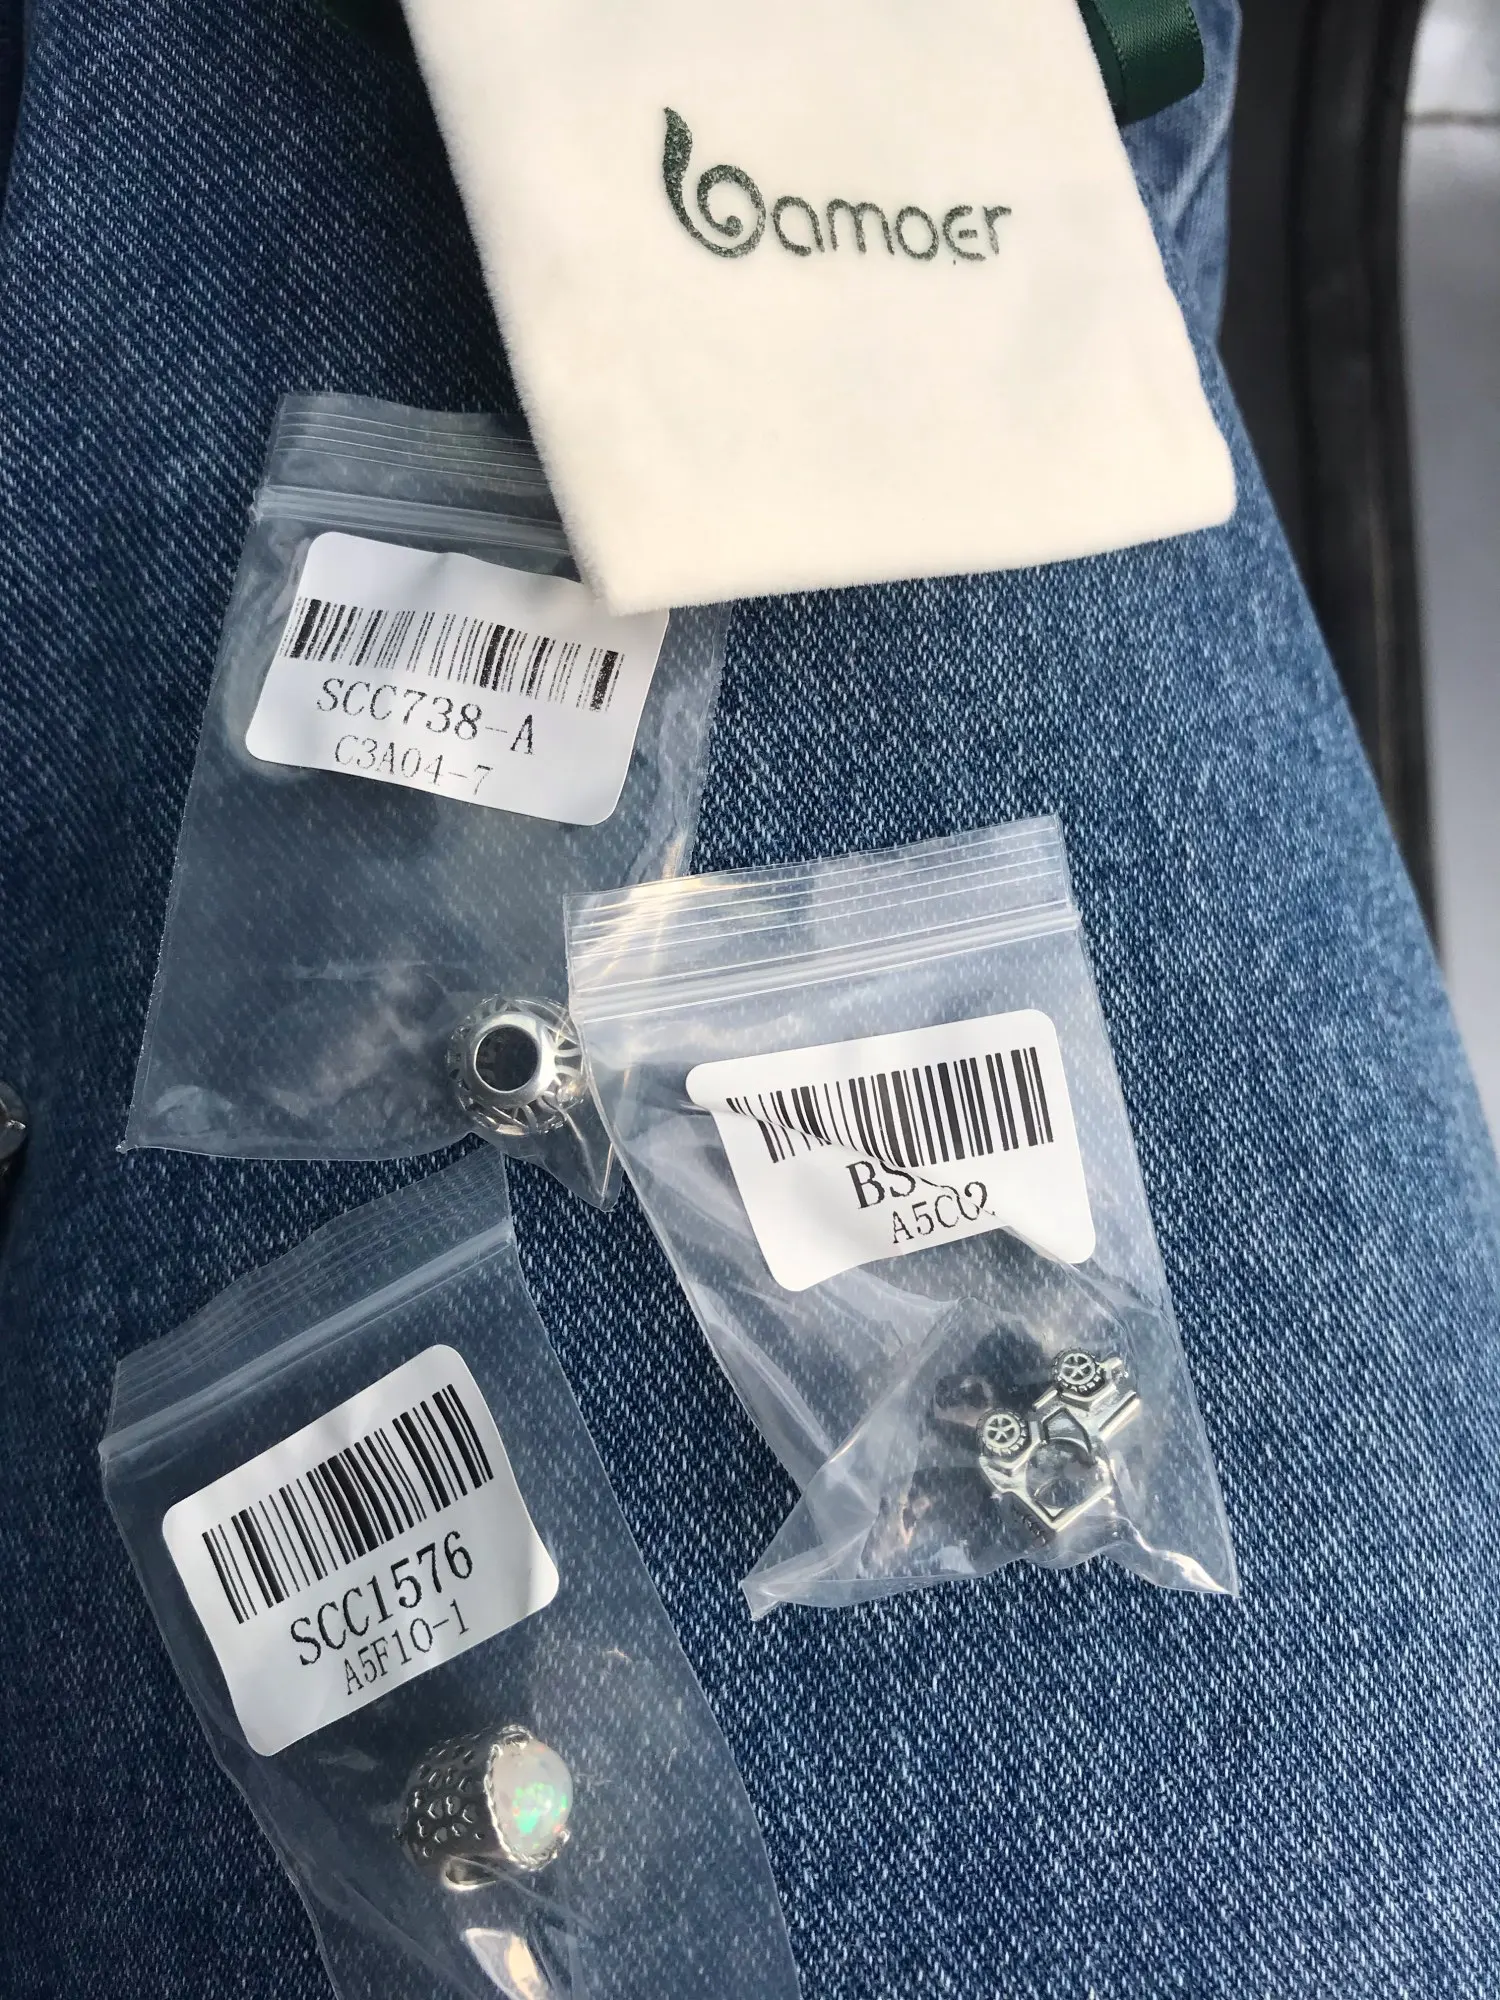 bamoer
SCC738-A
C3A04-7
A5C02
SCC1576
A5F10-1